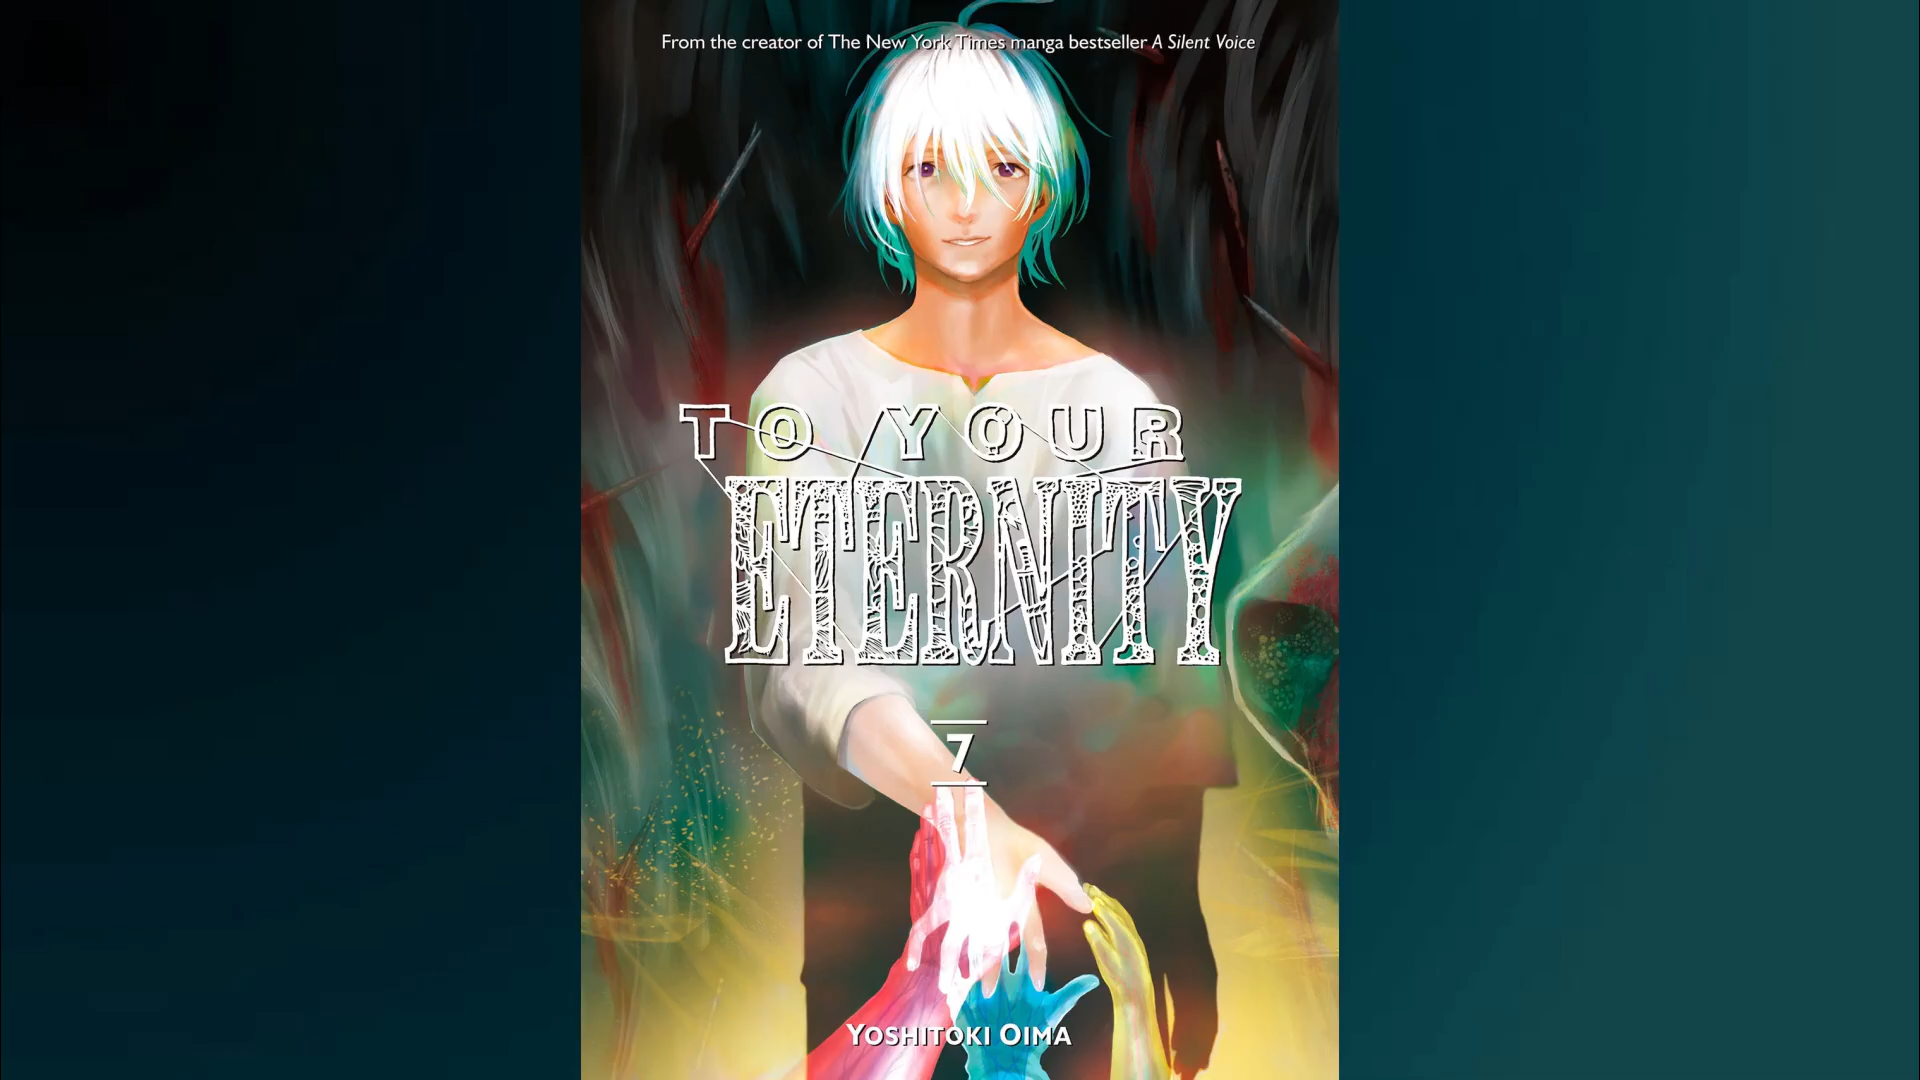 From the creator of The New York Times manga bestseller A Silent Voice
TO YOUR
ETERNITY
7
YOSHITOKI OIMA